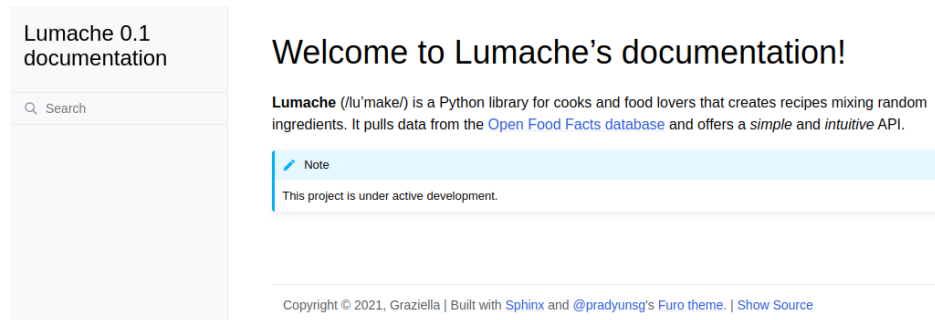 Lumache 0.1
documentation
Search
Welcome to Lumache’s documentation!
Lumache (/lu’make/) is a Python library for cooks and food lovers that creates recipes mixing random
ingredients. It pulls data from the Open Food Facts database and offers a simple and intuitive API.
Note
This project is under active development.
Copyright © 2021, Graziella | Built with Sphinx and @pradyunsg's Furo theme. | Show Source